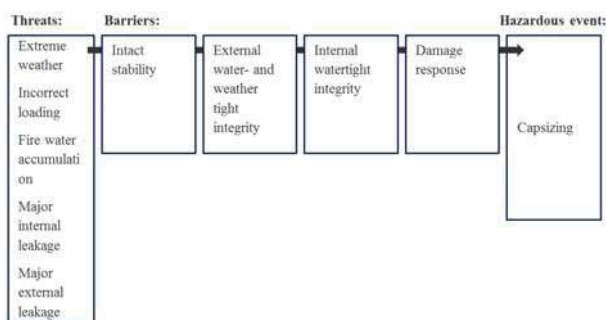 Threats:
Barriers:
Hazardous event:
Extreme
weather
Incorrect
loading
Fire water
accumulati
on
Major
internal
leakage
Major
external
leakage
Intact
stability
External
water- and
weather
tight
integrity
Internal
watertight
integrity
Damage
response
Capsizing